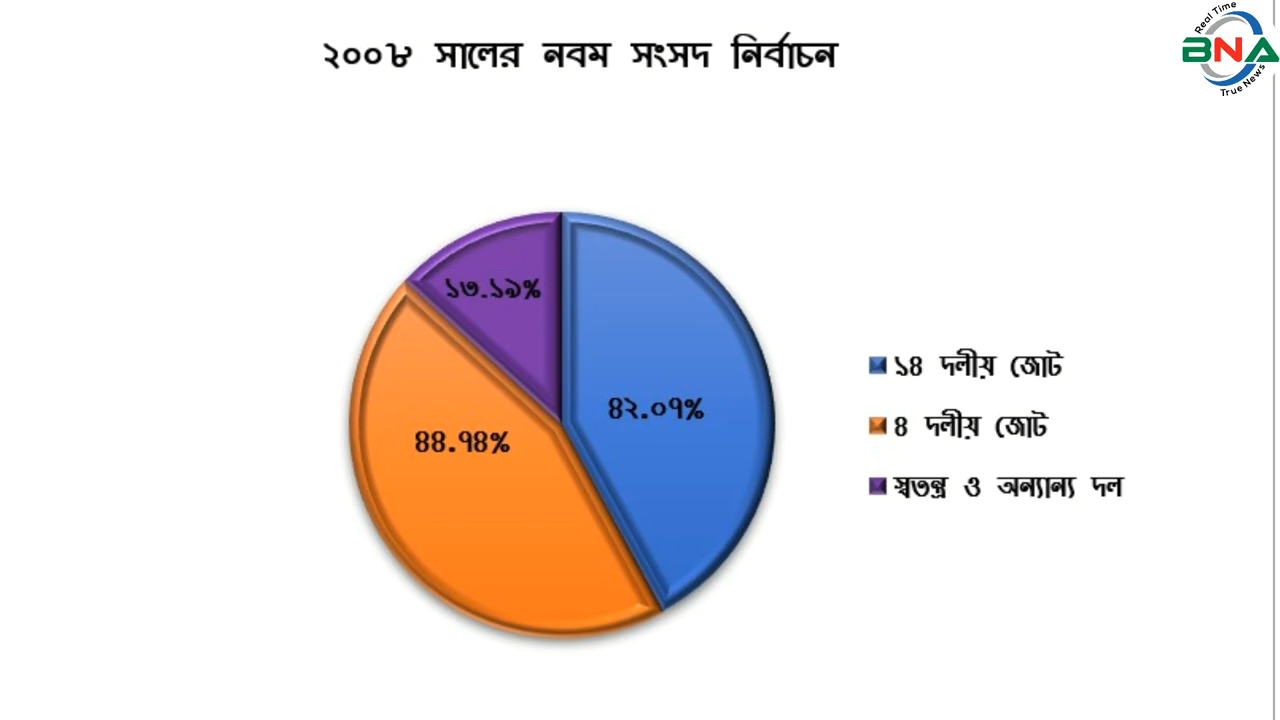 Real Time
BNA
True News
২০০৮ সালের নবম সংসদ নির্বাচন
১৩.১৯%
৪২.০৭%
৪৪.৭৪%
১৪ দলীয় জোট
৪ দলীয় জোট
স্বতন্ত্র ও অন্যান্য দল